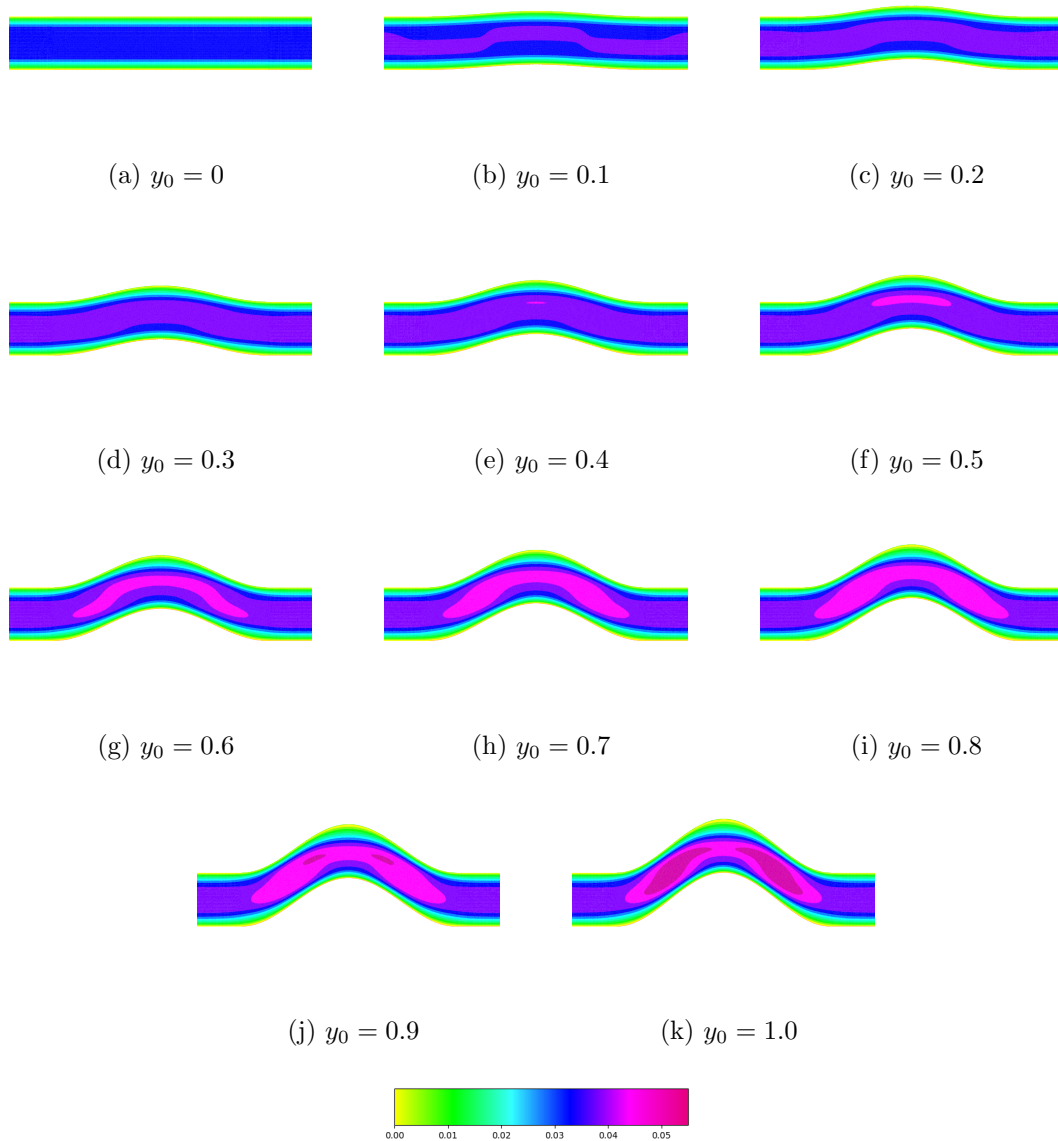 (a) y₀ = 0 (b) y₀ = 0.1 (c) y₀ = 0.2
(d) y₀ = 0.3 (e) y₀ = 0.4 (f) y₀ = 0.5
(g) y₀ = 0.6 (h) y₀ = 0.7 (i) y₀ = 0.8
(j) y₀ = 0.9 (k) y₀ = 1.0
0.00 0.01 0.02 0.03 0.04 0.05